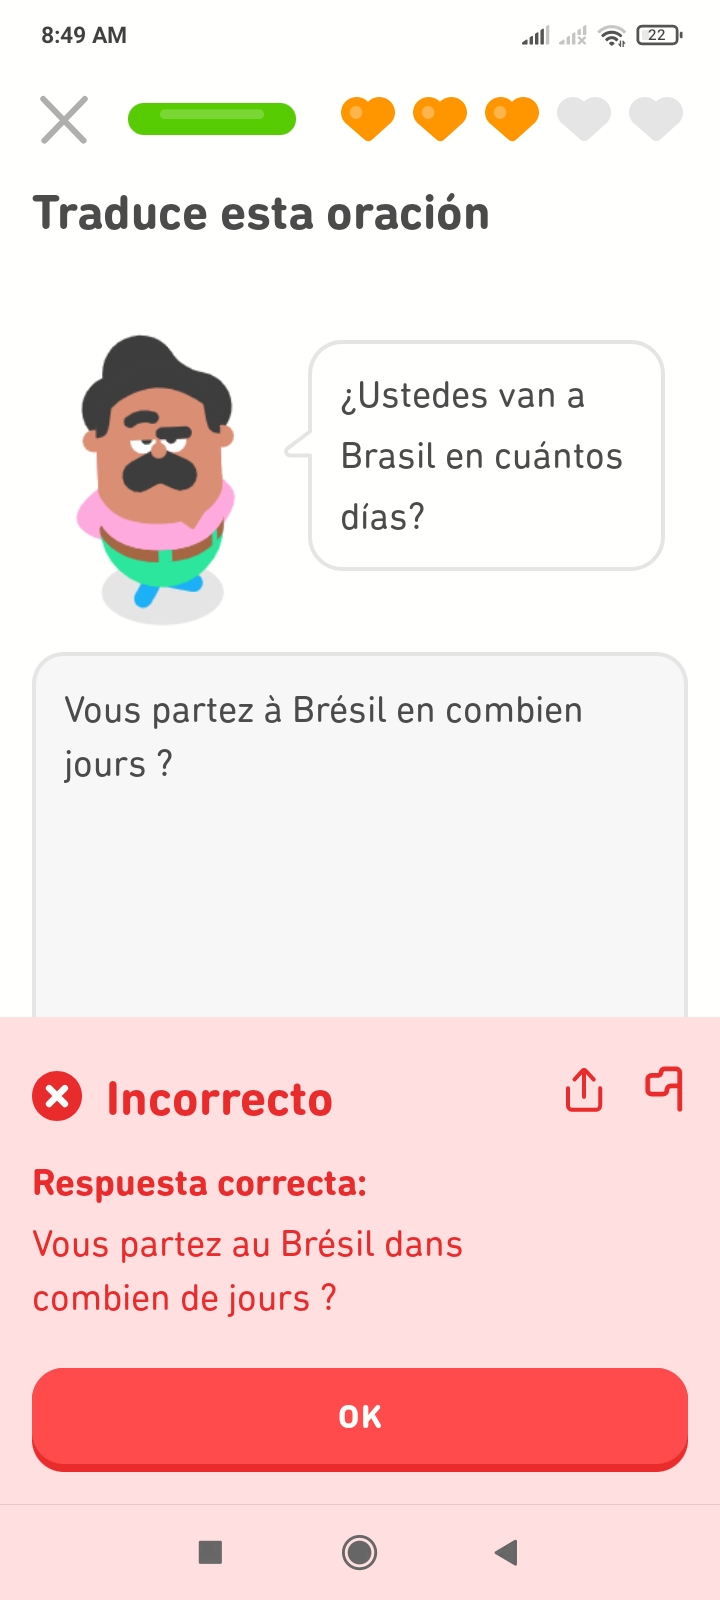 8:49 AM
22
Traduce esta oración
¿Ustedes van a
Brasil en cuántos
días?
Vous partez à Brésil en combien
jours ?
Incorrecto
Respuesta correcta:
Vous partez au Brésil dans
combien de jours ?
OK